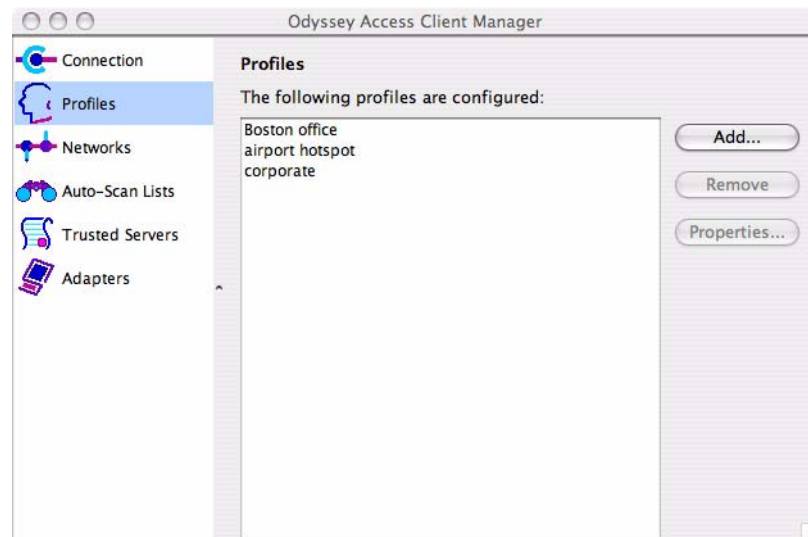 Odyssey Access Client Manager
Connection
Profiles
Networks
Auto-Scan Lists
Trusted Servers
Adapters
Profiles
The following profiles are configured:
Boston office
airport hotspot
corporate
Add...
Remove
Properties...